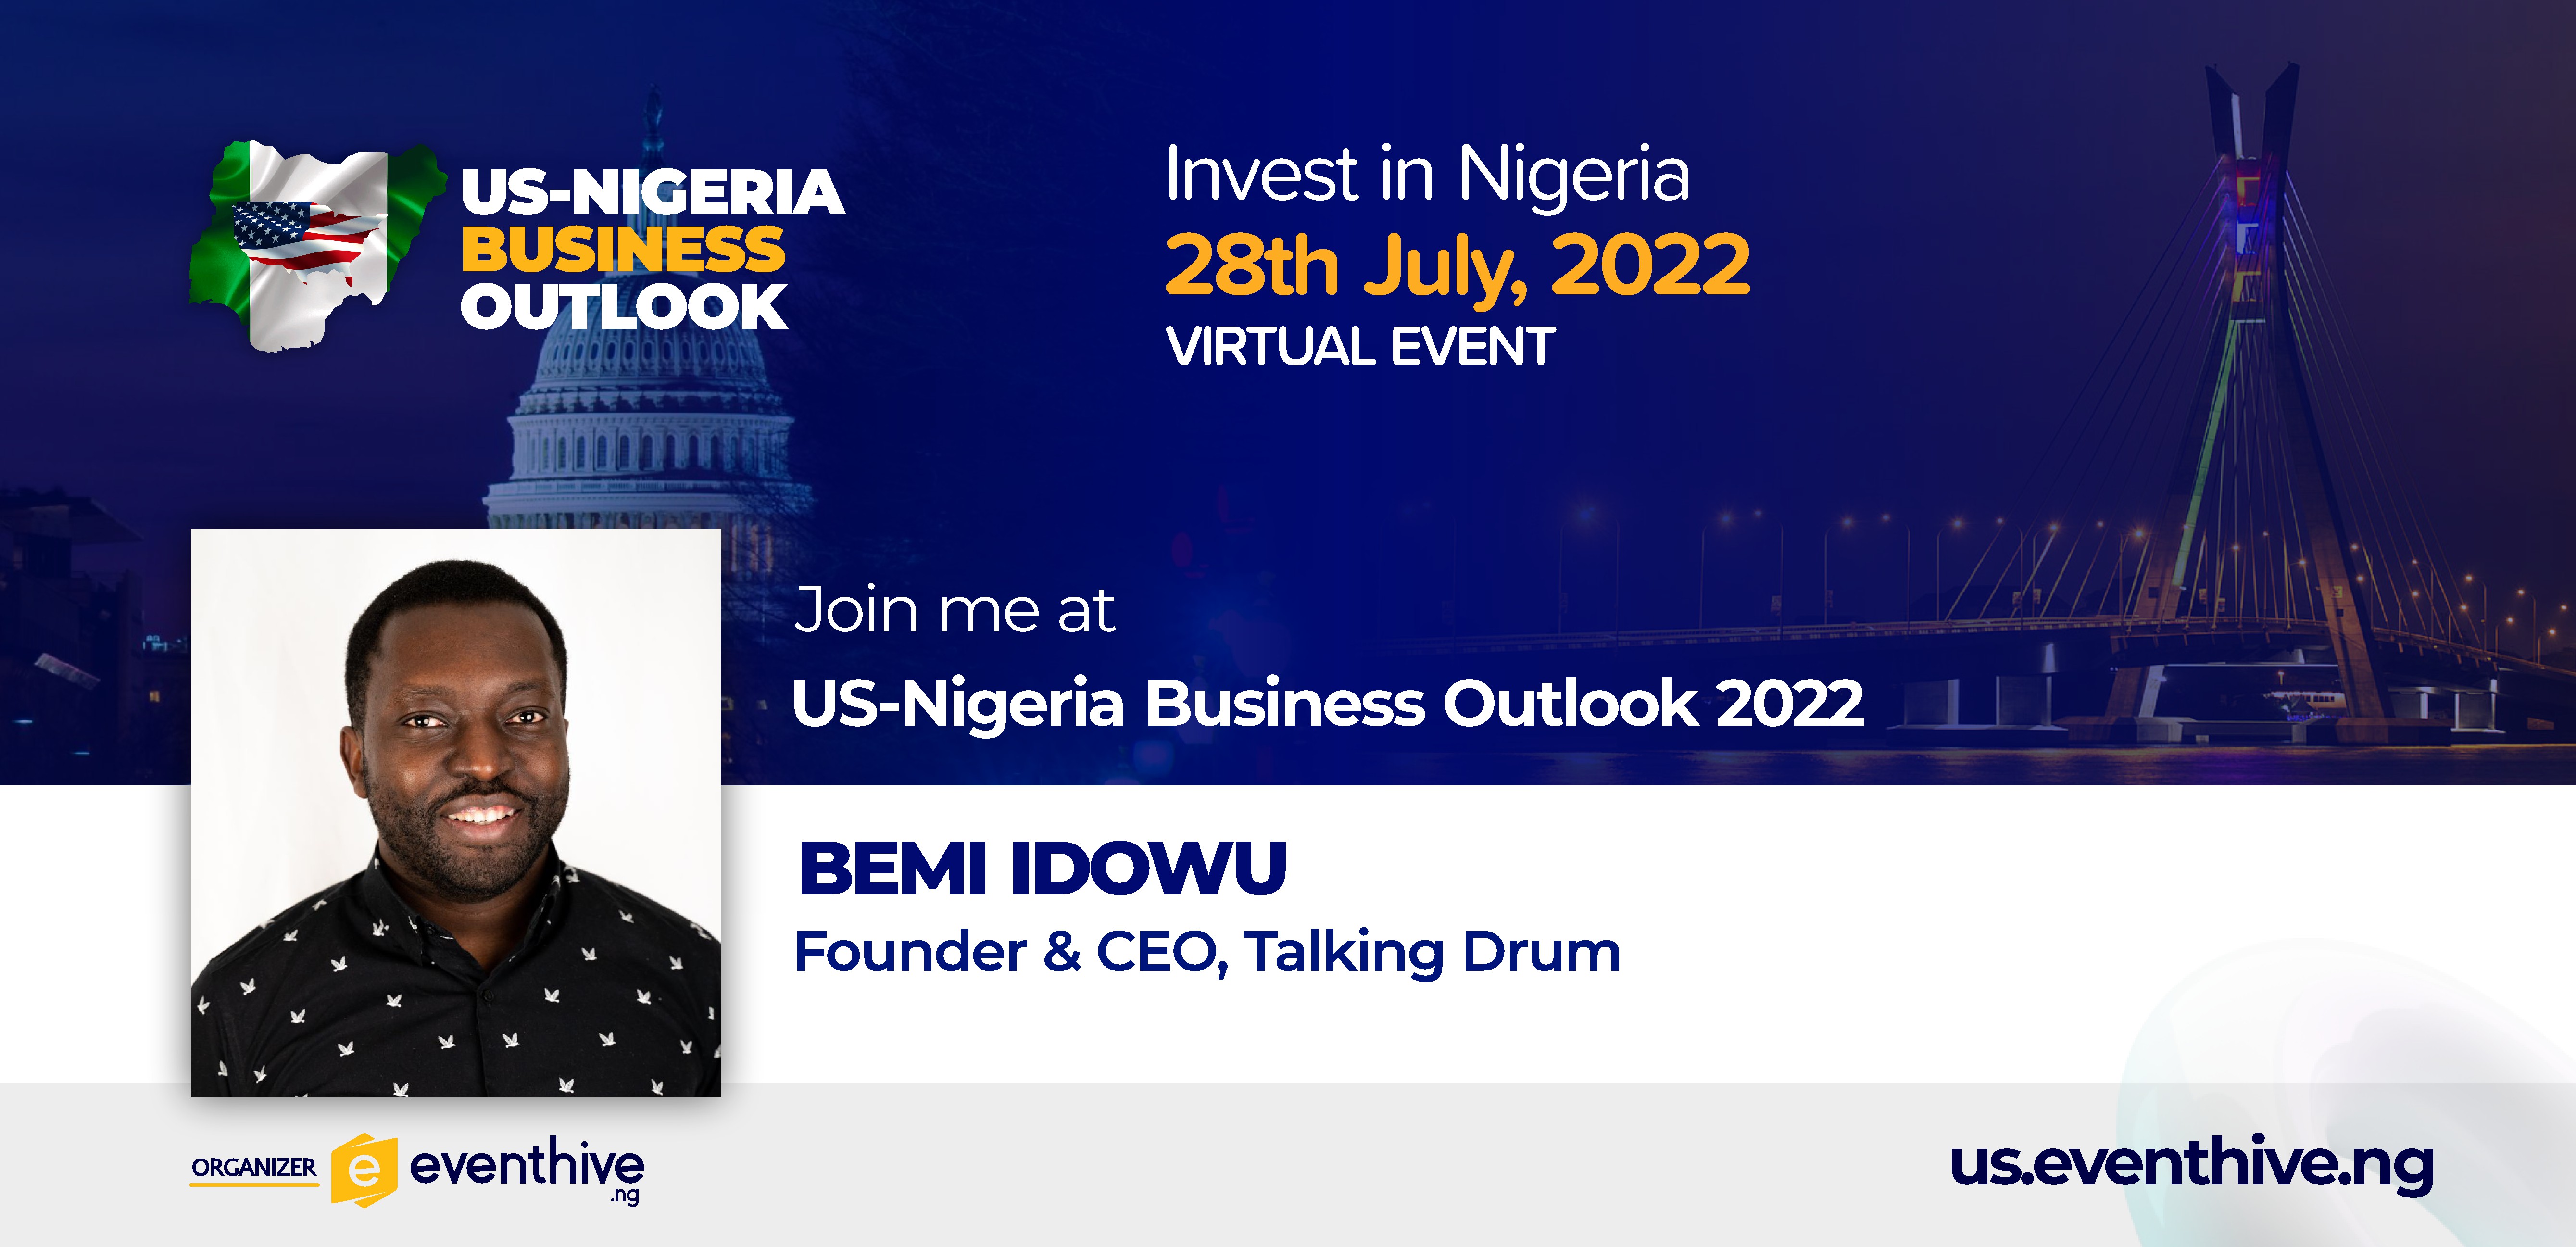 US-NIGERIA
BUSINESS
OUTLOOK
Invest in Nigeria
28th July, 2022
VIRTUAL EVENT
Join me at
US-Nigeria Business Outlook 2022
BEMI IDOWU
Founder & CEO, Talking Drum
ORGANIZER
e
eventhive
.ng
us.eventhive.ng